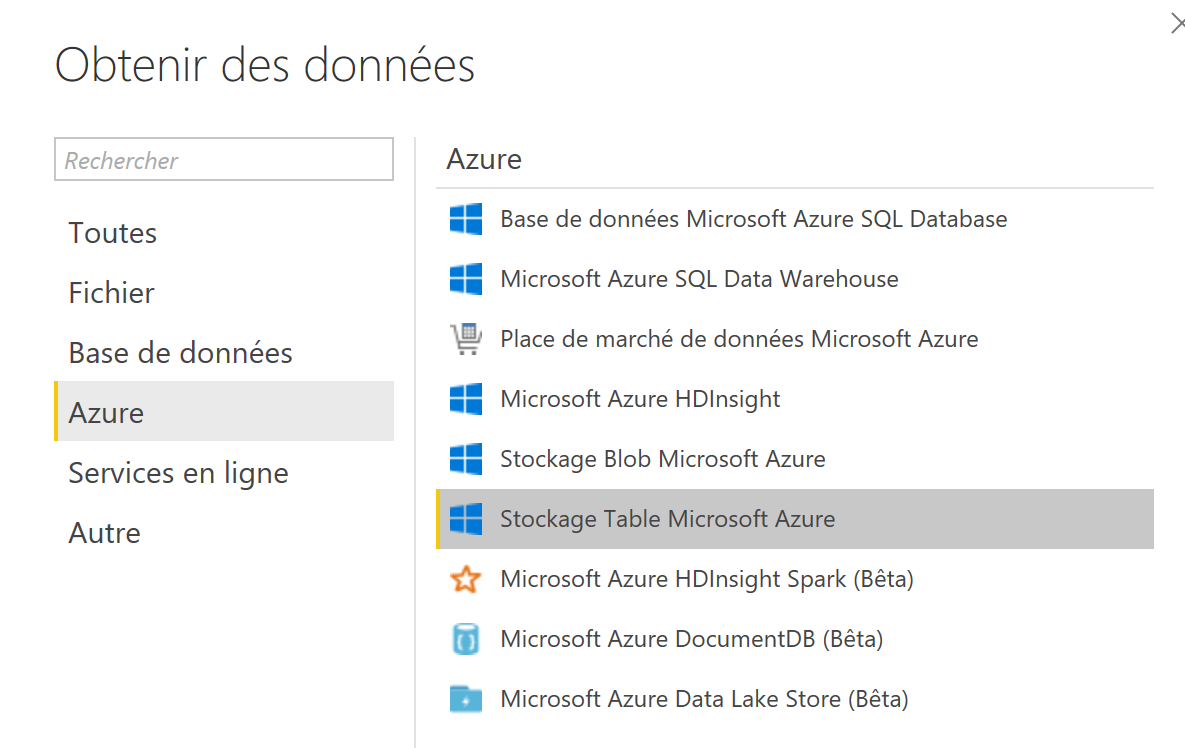 Obtenir des données
Rechercher
Toutes
Fichier
Base de données
Azure
Services en ligne
Autre
Azure
Base de données Microsoft Azure SQL Database
Microsoft Azure SQL Data Warehouse
Place de marché de données Microsoft Azure
Microsoft Azure HDInsight
Stockage Blob Microsoft Azure
Stockage Table Microsoft Azure
Microsoft Azure HDInsight Spark (Bêta)
Microsoft Azure DocumentDB (Bêta)
Microsoft Azure Data Lake Store (Bêta)